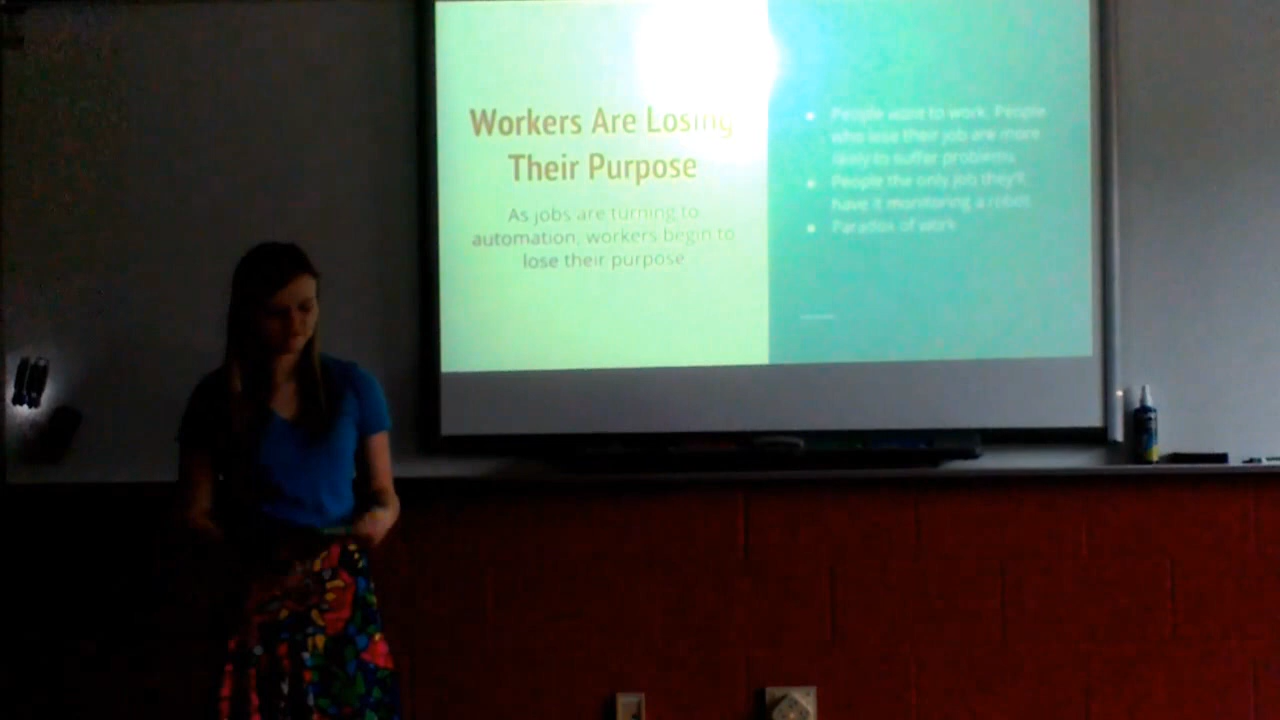 Workers Are Losing
Their Purpose
As jobs are turning to
automation, workers begin to
lose their purpose
People want to work. People
who lose their job are more
likely to suffer problems
People the only job they'll
have it monitoring a robot
Paradox of work